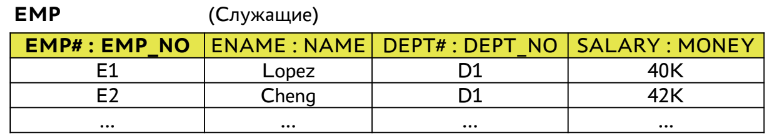 EMP (Служащие)
EMP# : EMP_NO ENAME : NAME DEPT# : DEPT_NO SALARY : MONEY
E1 Lopez D1 40K
E2 Cheng D1 42K
... ... ... ...